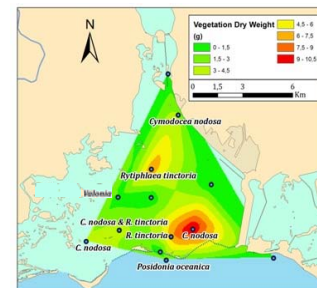 N
Vegetation Dry Weight
(g)
0 - 1,5
1,5 - 3
3 - 4,5
4,5 - 6
6 - 7,5
7,5 - 9
9 - 10,5
0 1,5 3 6
Km
Cymodocea nodosa
Rytiphlaea tinctoria
Valonia
C. nodosa & R. tinctoria
R. tinctoria
C. nodosa
C. nodosa
Posidonia oceanica